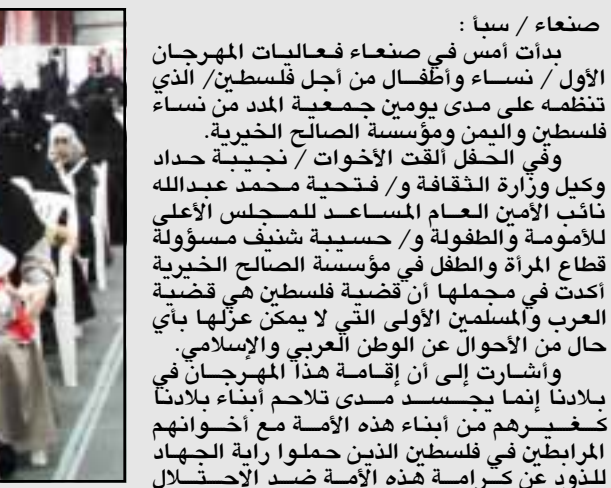 صنعاء / سبأ :
بدأت أمس في صنعاء فعاليات المهرجان
الأول / نساء وأطفال من أجل فلسطين/ الذي
تنظمه على مدى يومين جمعية المدد من نساء
فلسطين واليمن ومؤسسة الصالح الخيرية.
وفي الحفل ألقت الأخوات / نجيبة حداد
وكيل وزارة الثقافة و/ فتحية محمد عبدالله
نائب الأمين العام المساعد للمجلس الأعلى
للأمومة والطفولة و/ حسيبة شنيف مسؤولة
قطاع المرأة والطفل في مؤسسة الصالح الخيرية
أكدت في مجملها أن قضية فلسطين هي قضية
العرب والمسلمين الأولى التي لا يمكن عزلها بأي
حال من الأحوال عن الوطن العربي والإسلامي.
وأشارت إلى أن إقامة هذا المهرجان في
بلادنا إنما يجسد مدى تلاحم أبناء بلادنا
كغيرهم من أبناء هذه الأمة مع أخوانهم
المرابطين في فلسطين الذين حملوا راية الجهاد
للذود عن كرامة هذه الأمة ضد الاحتلال